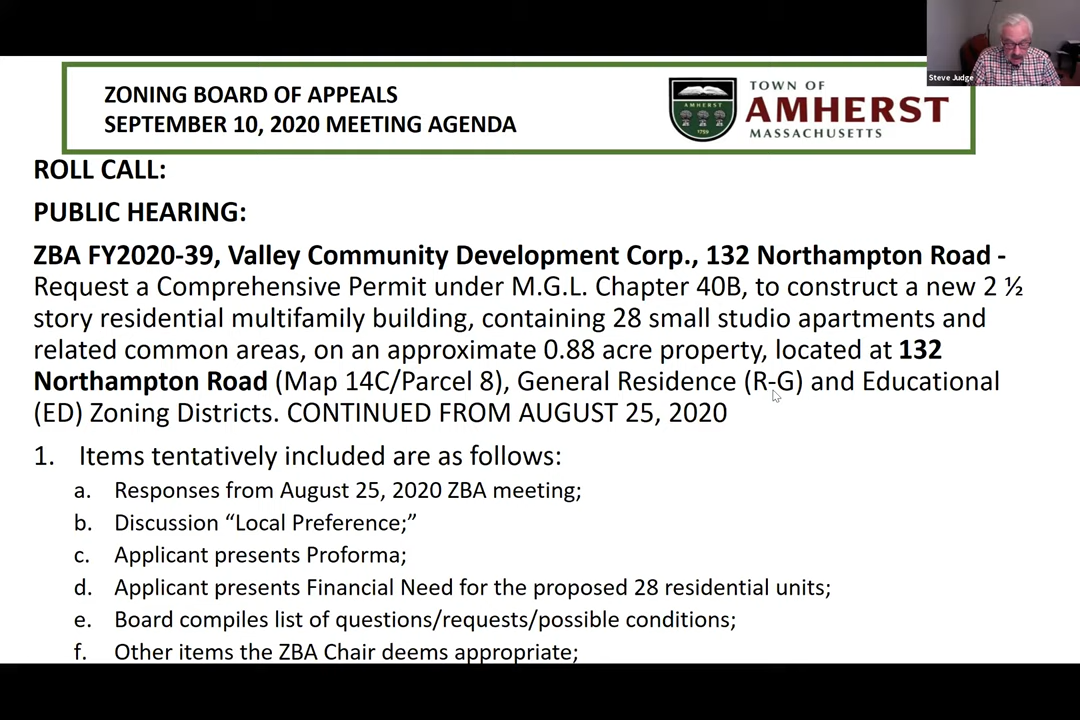 Steve Judge
ZONING BOARD OF APPEALS
SEPTEMBER 10, 2020 MEETING AGENDA
AMHERST
1759
TOWN OF
AMHERST
MASSACHUSETTS
ROLL CALL:
PUBLIC HEARING:
ZBA FY2020-39, Valley Community Development Corp., 132 Northampton Road -
Request a Comprehensive Permit under M.G.L. Chapter 40B, to construct a new 2 ½
story residential multifamily building, containing 28 small studio apartments and
related common areas, on an approximate 0.88 acre property, located at 132
Northampton Road (Map 14C/Parcel 8), General Residence (R-G) and Educational
(ED) Zoning Districts. CONTINUED FROM AUGUST 25, 2020
1. Items tentatively included are as follows:
a. Responses from August 25, 2020 ZBA meeting;
b. Discussion “Local Preference;”
c. Applicant presents Proforma;
d. Applicant presents Financial Need for the proposed 28 residential units;
e. Board compiles list of questions/requests/possible conditions;
f. Other items the ZBA Chair deems appropriate;